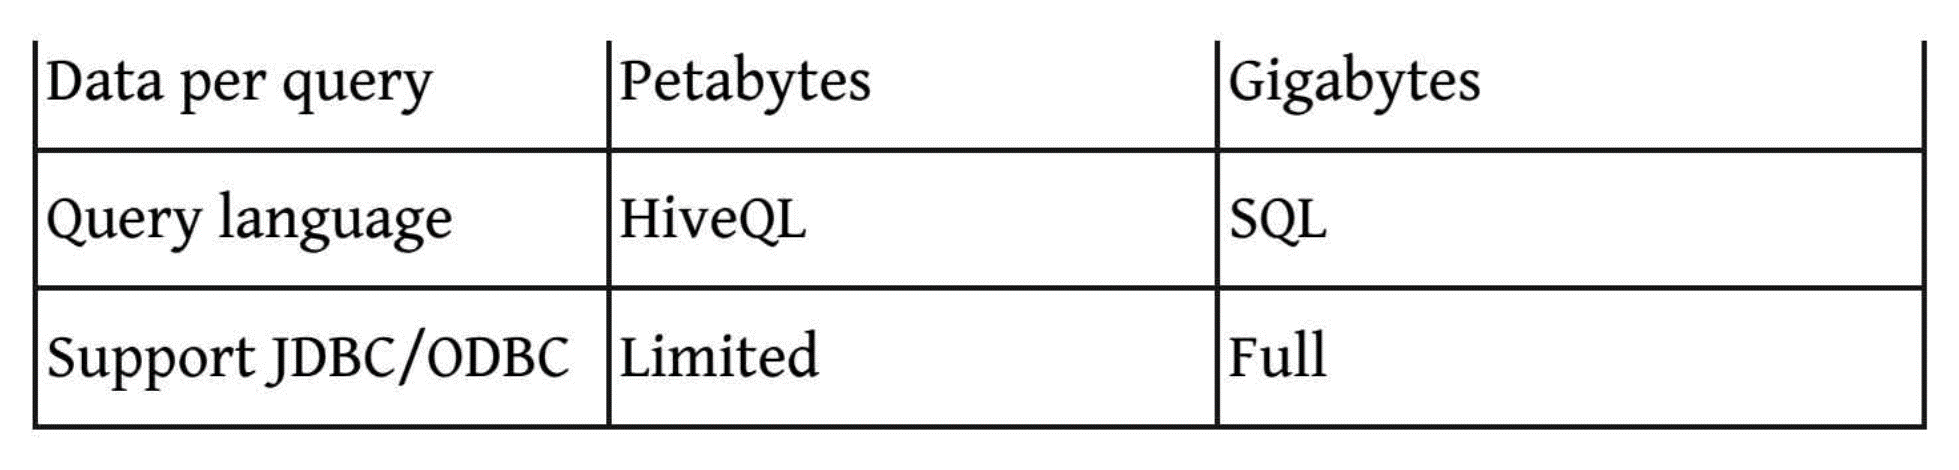 Data per query Petabytes Gigabytes
Query language HiveQL SQL
Support JDBC/ODBC Limited Full